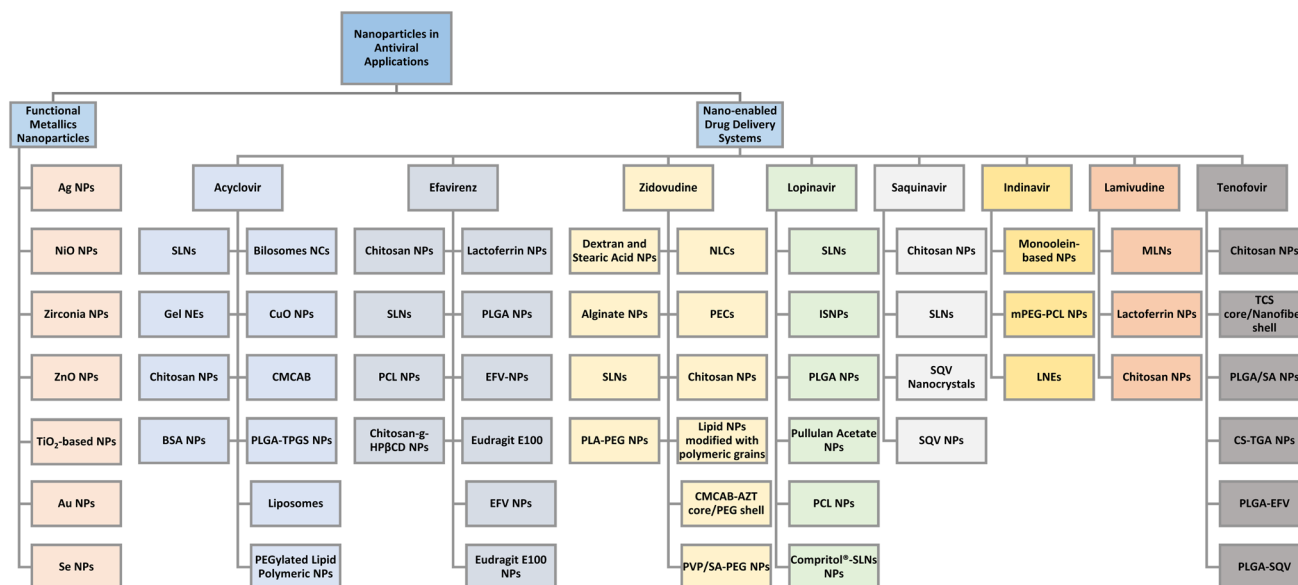 Nanoparticles in
Antiviral
Applications
Functional
Metallics
Nanoparticles
Nano-enabled
Drug Delivery
Systems
Ag NPs
NiO NPs
Zirconia NPs
ZnO NPs
TiO₂-based NPs
Au NPs
Se NPs
Acyclovir
SLNs
Gel NEs
Chitosan NPs
BSA NPs
Bilosomes NCs
CuO NPs
CMCAB
PLGA-TPGS NPs
Liposomes
PEGylated Lipid
Polymeric NPs
Efavirenz
Chitosan NPs
SLNs
PCL NPs
Chitosan-g-
HPβCD NPs
Lactoferrin NPs
PLGA NPs
EFV-NPs
Eudragit E100
EFV NPs
Eudragit E100
NPs
Zidovudine
Dextran and
Stearic Acid NPs
Alginate NPs
SLNs
PLA-PEG NPs
NLCs
PECs
Chitosan NPs
Lipid NPs
modified with
polymeric grains
CMCAB-AZT
core/PEG shell
PVP/SA-PEG NPs
Lopinavir
SLNs
ISNPs
PLGA NPs
Pullulan Acetate
NPs
PCL NPs
Compritol®-SLNs
NPs
Saquinavir
Chitosan NPs
SLNs
SQV
Nanocrystals
SQV NPs
Indinavir
Monoolein-
based NPs
mPEG-PCL NPs
LNEs
Lamivudine
MLNs
Lactoferrin NPs
Chitosan NPs
Tenofovir
Chitosan NPs
TCS
core/Nanofibe
shell
PLGA/SA NPs
CS-TGA NPs
PLGA-EFV
PLGA-SQV